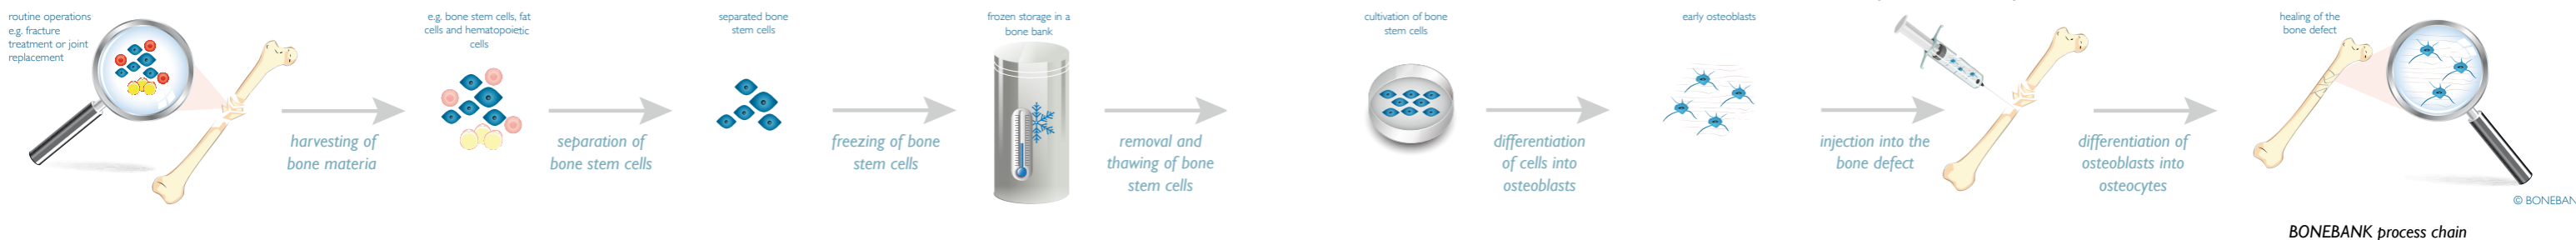 routine operations
e.g. fracture
treatment or joint
replacement
harvesting of
bone materia
e.g. bone stem cells, fat
cells and hematopoietic
cells
separation of
bone stem cells
separated bone
stem cells
freezing of bone
stem cells
frozen storage in a
bone bank
removal and
thawing of bone
stem cells
cultivation of bone
stem cells
differentiation
of cells into
osteoblasts
early osteoblasts
injection into the
bone defect
differentiation of
osteoblasts into
osteocytes
healing of the
bone defect
© BONEBAN
BONEBANK process chain